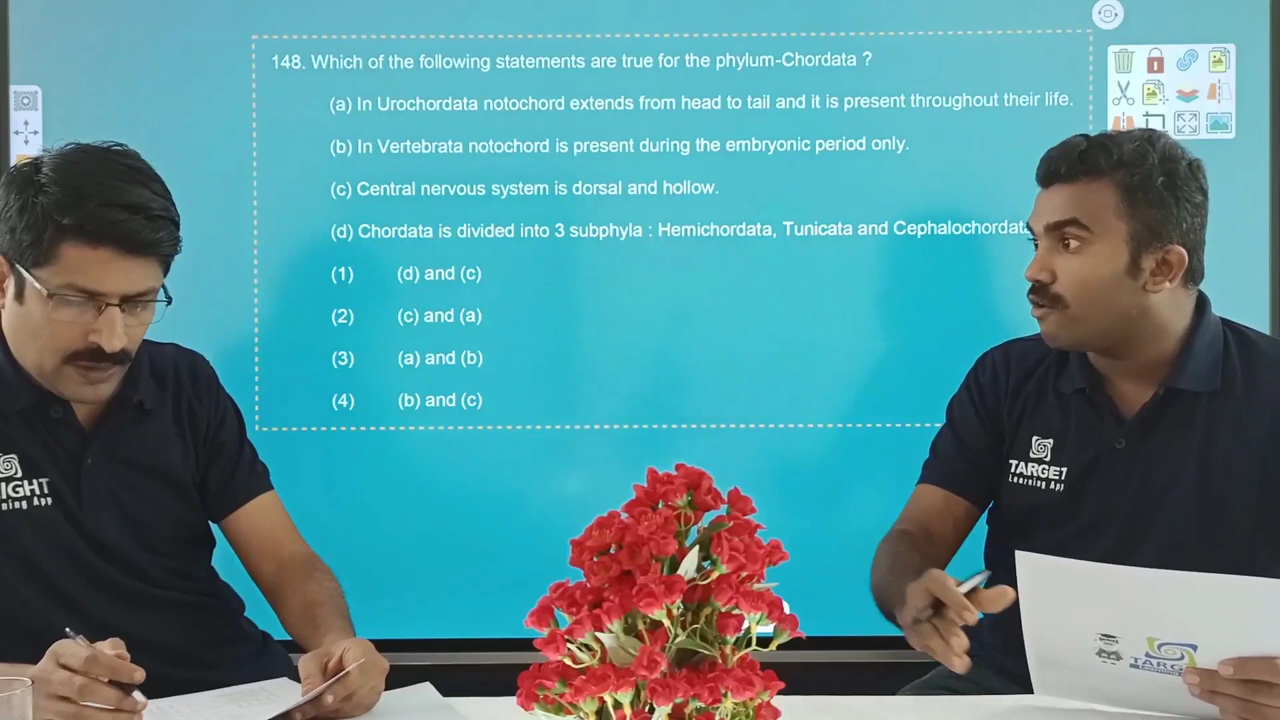 148. Which of the following statements are true for the phylum-Chordata ?
(a) In Urochordata notochord extends from head to tail and it is present throughout their life.
(b) In Vertebrata notochord is present during the embryonic period only.
(c) Central nervous system is dorsal and hollow.
(d) Chordata is divided into 3 subphyla : Hemichordata, Tunicata and Cephalochordat
(1) (d) and (c)
(2) (c) and (a)
(3) (a) and (b)
(4) (b) and (c)
IGHT
ning App
TARGET
Learning App
TARG